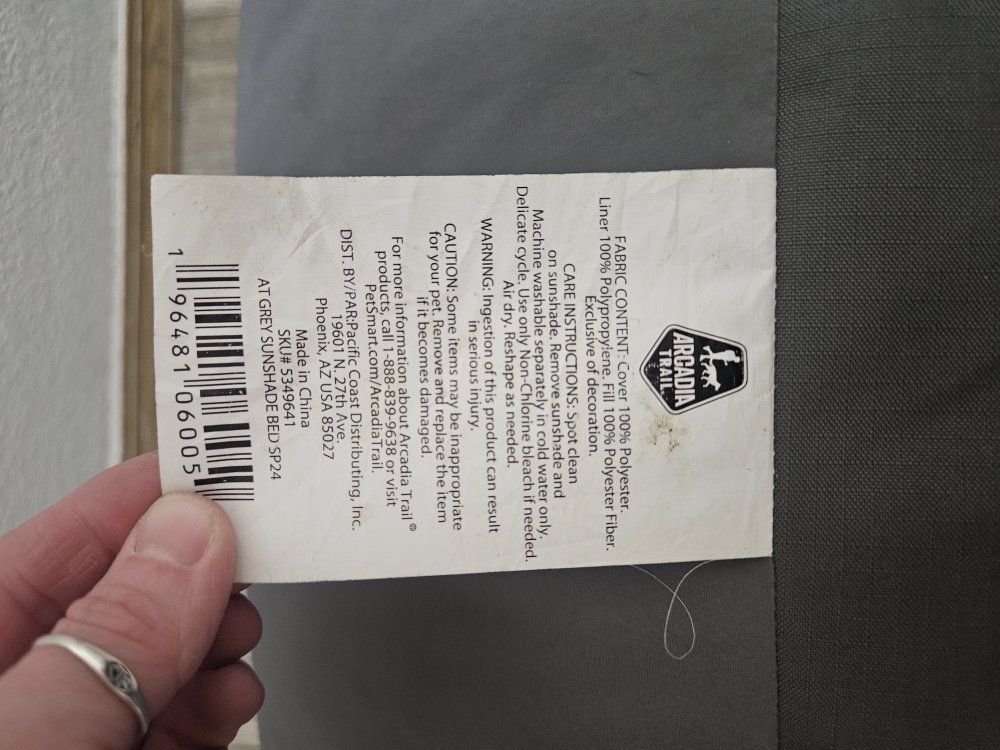 ARCADIA
TRAIL
FABRIC CONTENT: Cover 100% Polyester.
Liner 100% Polypropylene. Fill 100% Polyester Fiber.
Exclusive of decoration.
CARE INSTRUCTIONS: Spot clean
on sunshade. Remove sunshade and
Machine washable separately in cold water only.
Delicate cycle. Use only Non-Chlorine bleach if needed.
Air dry. Reshape as needed.
WARNING: Ingestion of this product can result
in serious injury.
CAUTION: Some items may be inappropriate
for your pet. Remove and replace the item
if it becomes damaged.
For more information about Arcadia Trail®
products, call 1-888-839-9638 or visit
PetSmart.com/ArcadiaTrail.
DIST. BY/PAR:Pacific Coast Distributing, Inc.
19601 N. 27th Ave.
Phoenix, AZ USA 85027
Made in China
SKU# 5349641
AT GREY SUNSHADE BED SP24
1 96481 06005